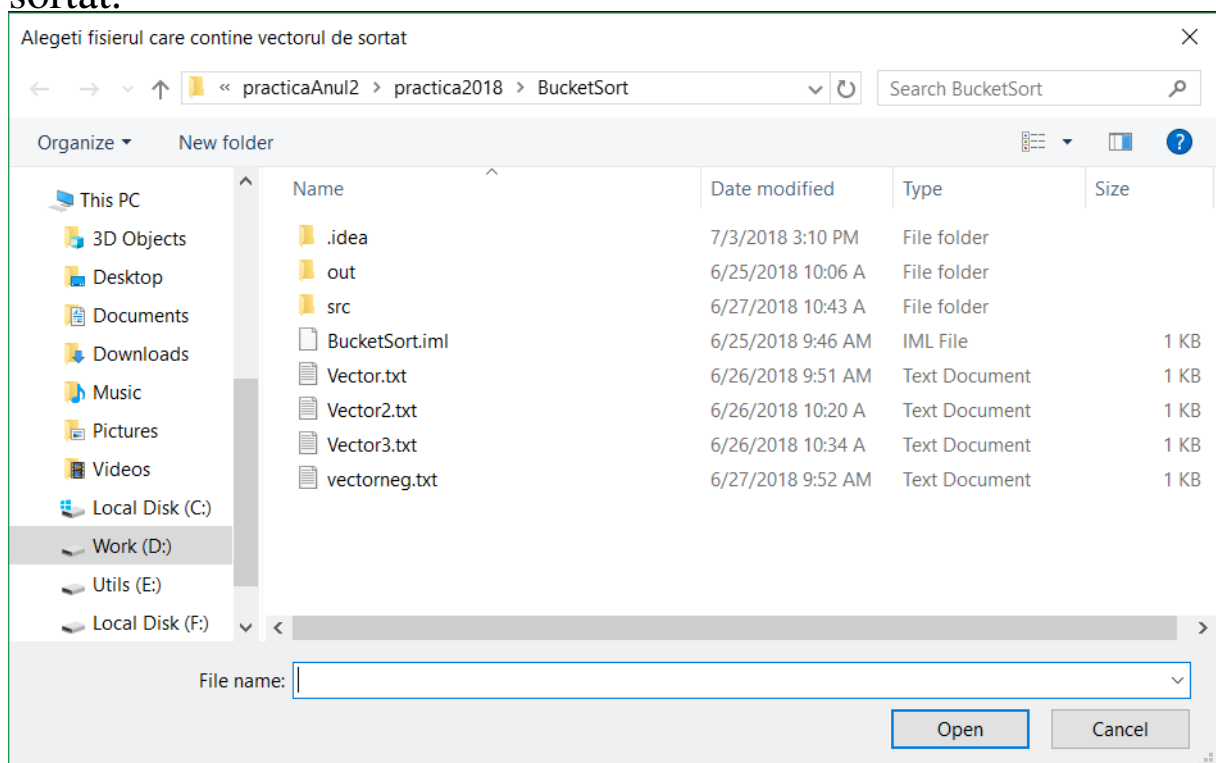 sortat.
Alegeti fisierul care contine vectorul de sortat
« practicaAnul2 > practica2018 > BucketSort
Search BucketSort
Organize
New folder
Name Date modified Type Size
This PC
3D Objects
Desktop
Documents
Downloads
Music
Pictures
Videos
Local Disk (C:)
Work (D:)
Utils (E:)
Local Disk (F:)
.idea 7/3/2018 3:10 PM File folder
out 6/25/2018 10:06 A File folder
src 6/27/2018 10:43 A File folder
BucketSort.iml 6/25/2018 9:46 AM IML File 1 KB
Vector.txt 6/26/2018 9:51 AM Text Document 1 KB
Vector2.txt 6/26/2018 10:20 A Text Document 1 KB
Vector3.txt 6/26/2018 10:34 A Text Document 1 KB
vectorneg.txt 6/27/2018 9:52 AM Text Document 1 KB
File name:
Open Cancel